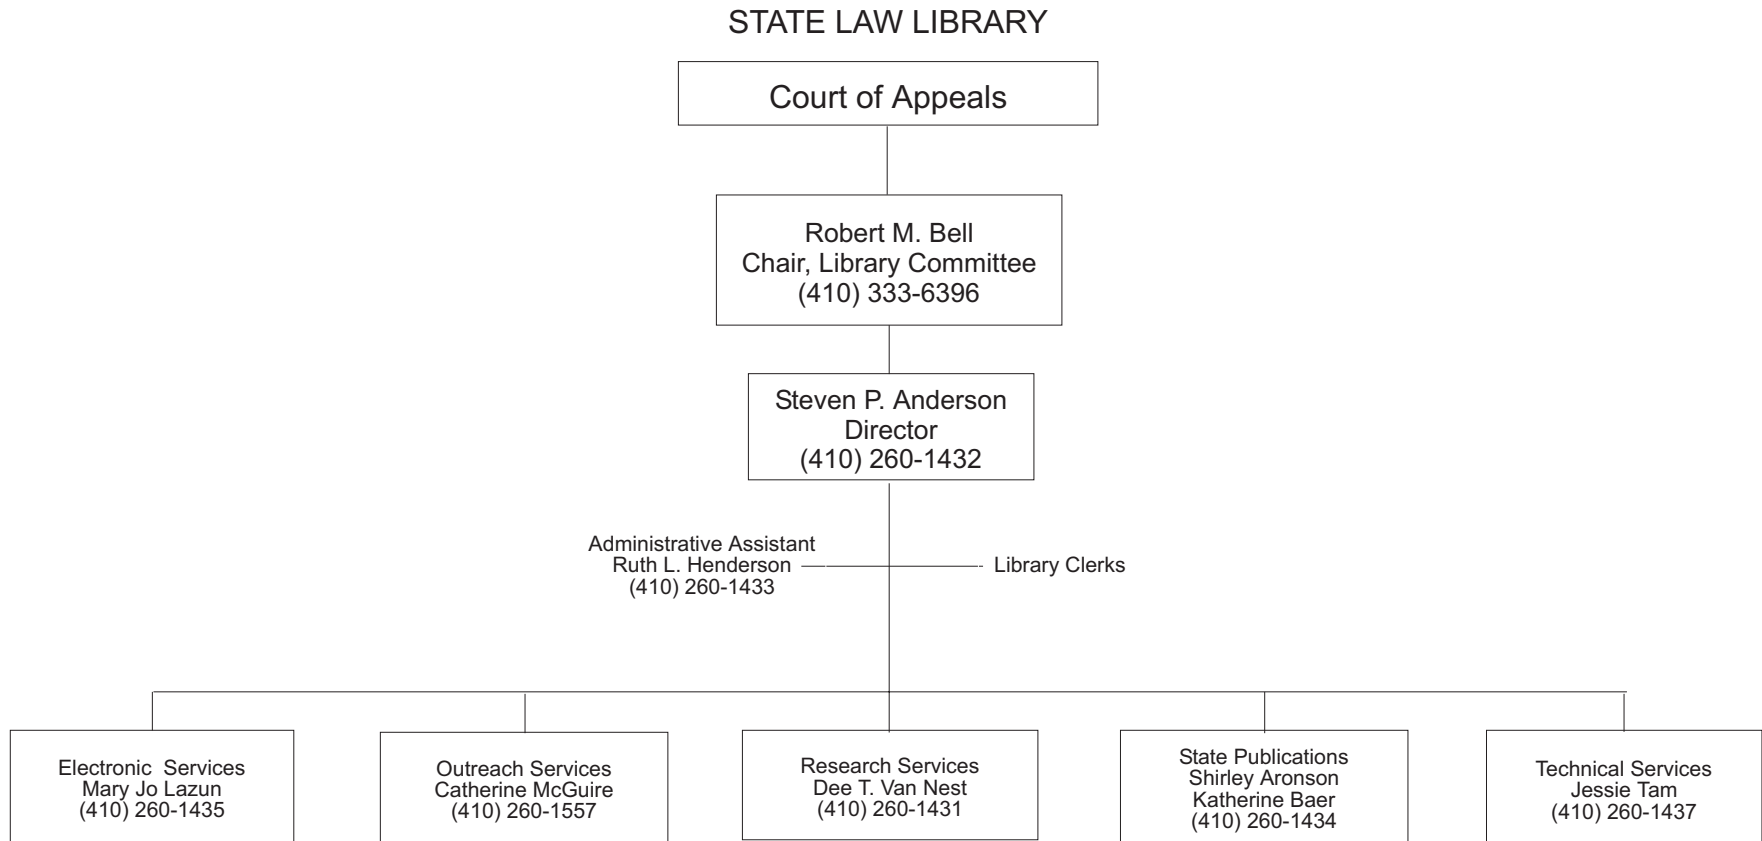 STATE LAW LIBRARY
Court of Appeals
Robert M. Bell
Chair, Library Committee
(410) 333-6396
Steven P. Anderson
Director
(410) 260-1432
Administrative Assistant
Ruth L. Henderson
(410) 260-1433
Library Clerks
Electronic Services
Mary Jo Lazun
(410) 260-1435
Outreach Services
Catherine McGuire
(410) 260-1557
Research Services
Dee T. Van Nest
(410) 260-1431
State Publications
Shirley Aronson
Katherine Baer
(410) 260-1434
Technical Services
Jessie Tam
(410) 260-1437